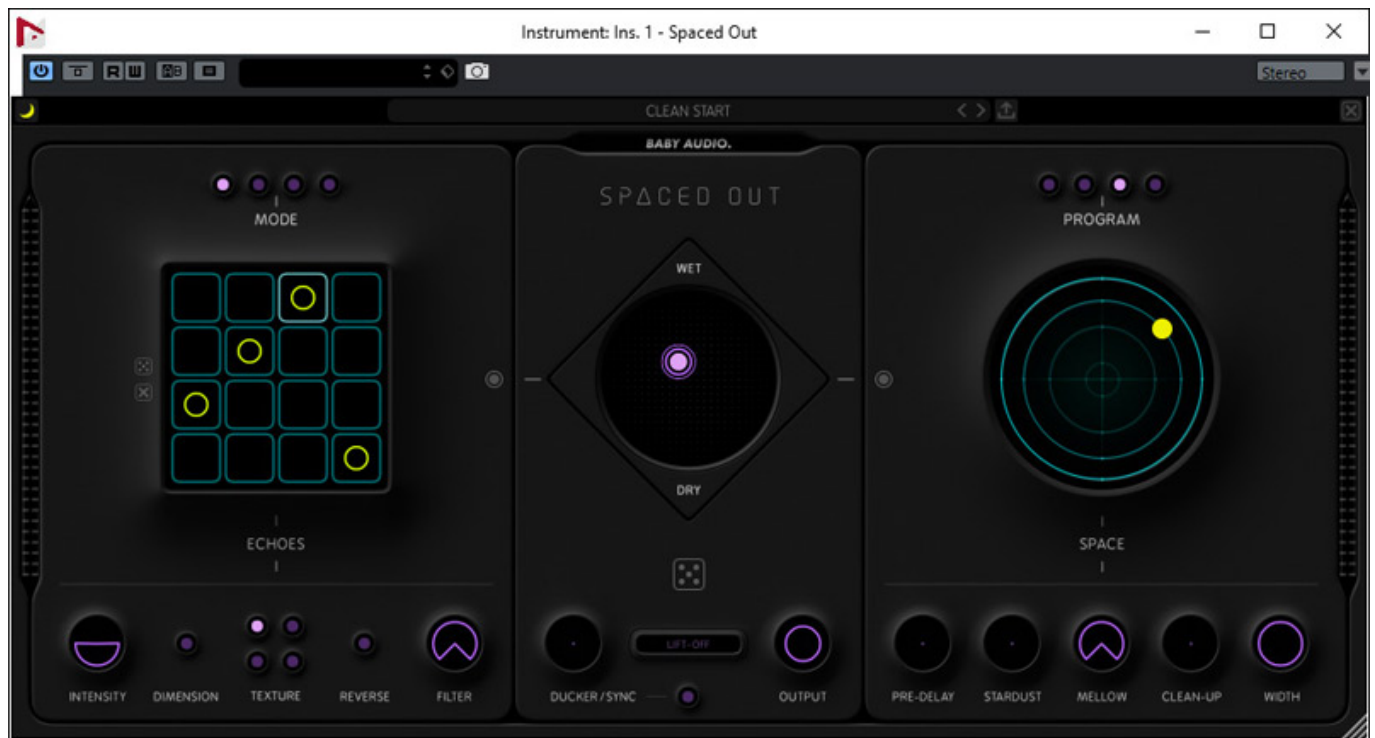 Instrument: Ins. 1 - Spaced Out
R W
Stereo
CLEAN START
BABY AUDIO.
SPACED OUT
MODE
WET
PROGRAM
DRY
ECHOES
SPACE
LIFT-OFF
INTENSITY
DIMENSION
TEXTURE
REVERSE
FILTER
DUCKER/SYNC
OUTPUT
PRE-DELAY
STARDUST
MELLOW
CLEAN-UP
WIDTH